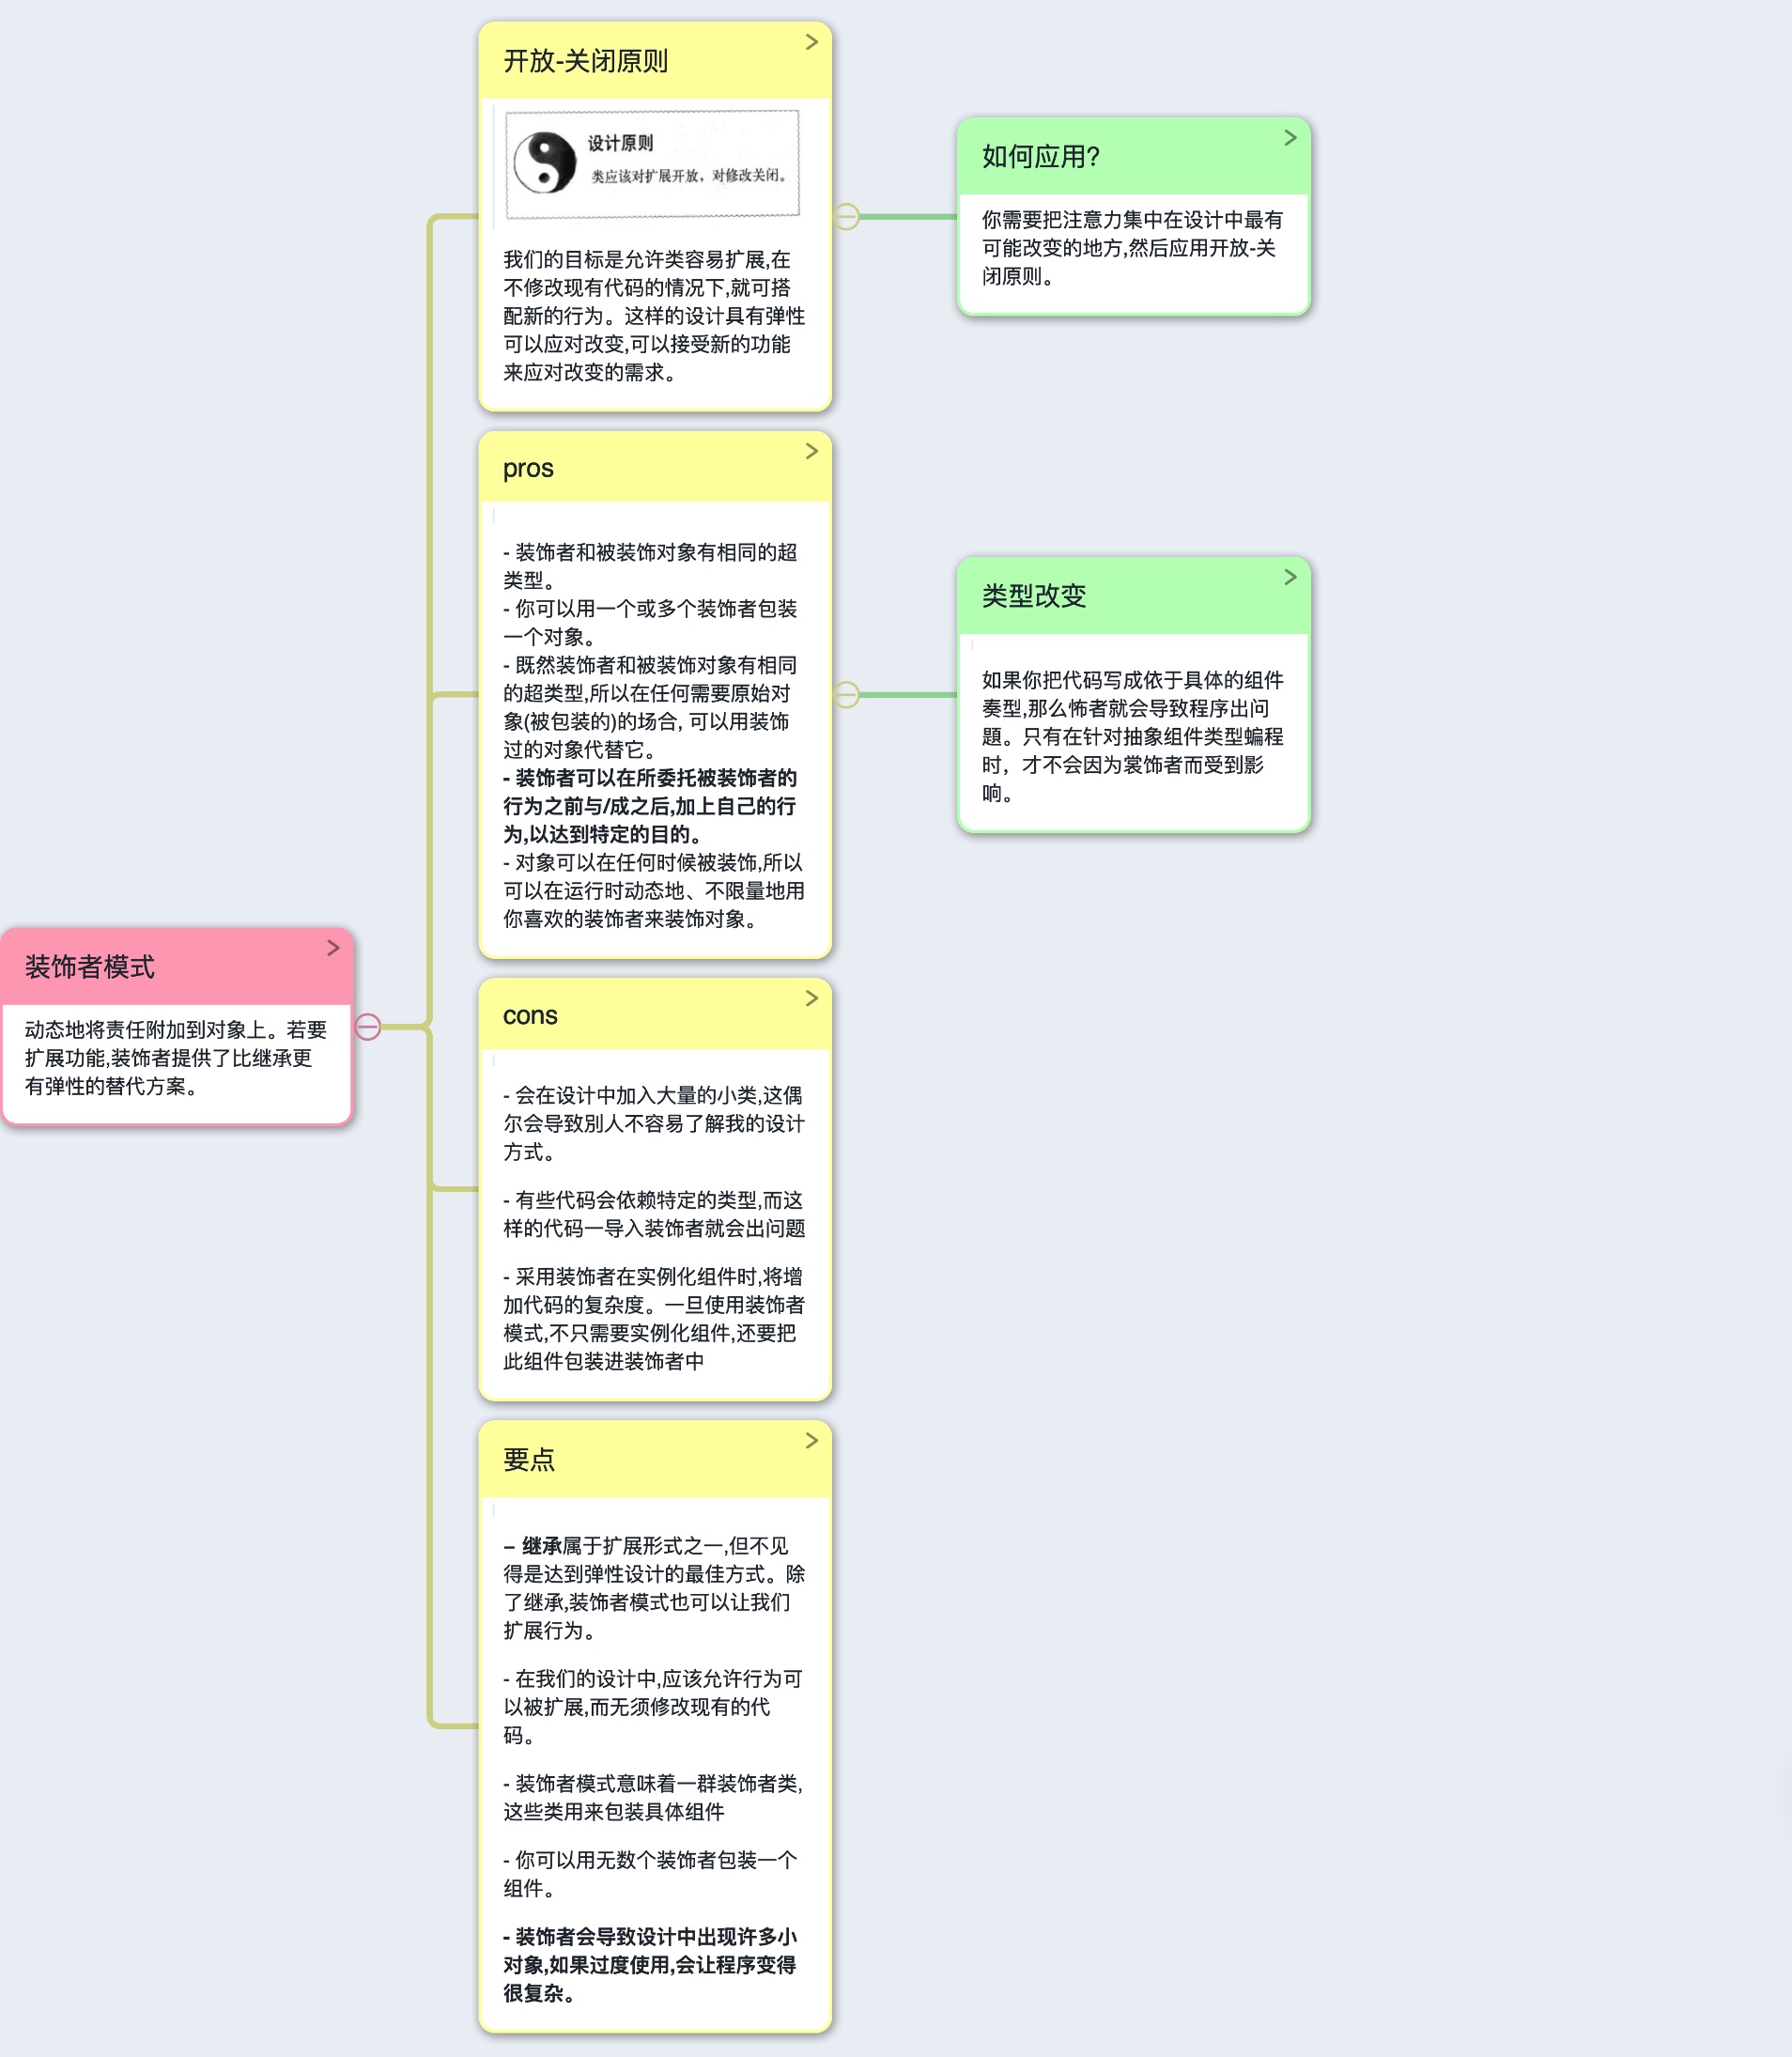 开放-关闭原则
设计原则
类应该对扩展开放，对修改关闭。
我们的目标是允许类容易扩展,在
不修改现有代码的情况下,就可搭
配新的行为。这样的设计具有弹性
可以应对改变,可以接受新的功能
来应对改变的需求。
如何应用?
你需要把注意力集中在设计中最有
可能改变的地方,然后应用开放-关
闭原则。
pros
- 装饰者和被装饰对象有相同的超
类型。
- 你可以用一个或多个装饰者包装
一个对象。
- 既然装饰者和被装饰对象有相同
的超类型,所以在任何需要原始对
象(被包装的)的场合, 可以用装饰
过的对象代替它。
- 装饰者可以在所委托被装饰者的
行为之前与/成之后,加上自己的行
为,以达到特定的目的。
- 对象可以在任何时候被装饰,所以
可以在运行时动态地、不限量地用
你喜欢的装饰者来装饰对象。
类型改变
如果你把代码写成依于具体的组件
奏型,那么怖者就会导致程序出问
題。只有在针对抽象组件类型蝙程
时，才不会因为裳饰者而受到影
响。
装饰者模式
动态地将责任附加到对象上。若要
扩展功能,装饰者提供了比继承更
有弹性的替代方案。
cons
- 会在设计中加入大量的小类,这偶
尔会导致別人不容易了解我的设计
方式。
- 有些代码会依赖特定的类型,而这
样的代码一导入装饰者就会出问题
- 采用装饰者在实例化组件时,将增
加代码的复杂度。一旦使用装饰者
模式,不只需要实例化组件,还要把
此组件包装进装饰者中
要点
– 继承属于扩展形式之一,但不见
得是达到弹性设计的最佳方式。除
了继承,装饰者模式也可以让我们
扩展行为。
- 在我们的设计中,应该允许行为可
以被扩展,而无须修改现有的代
码。
- 装饰者模式意味着一群装饰者类,
这些类用来包装具体组件
- 你可以用无数个装饰者包装一个
组件。
- 装饰者会导致设计中出现许多小
对象,如果过度使用,会让程序变得
很复杂。